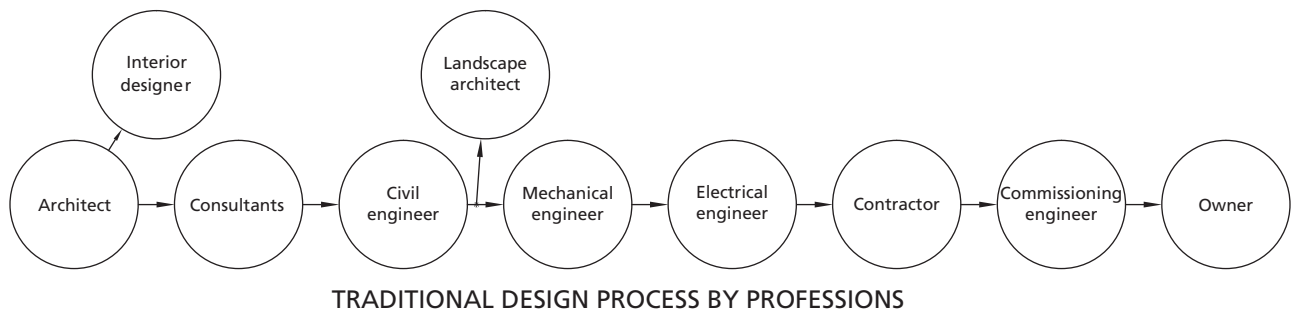 Interior
designer
Landscape
architect
Architect
Consultants
Civil
engineer
Mechanical
engineer
Electrical
engineer
Contractor
Commissioning
engineer
Owner
TRADITIONAL DESIGN PROCESS BY PROFESSIONS